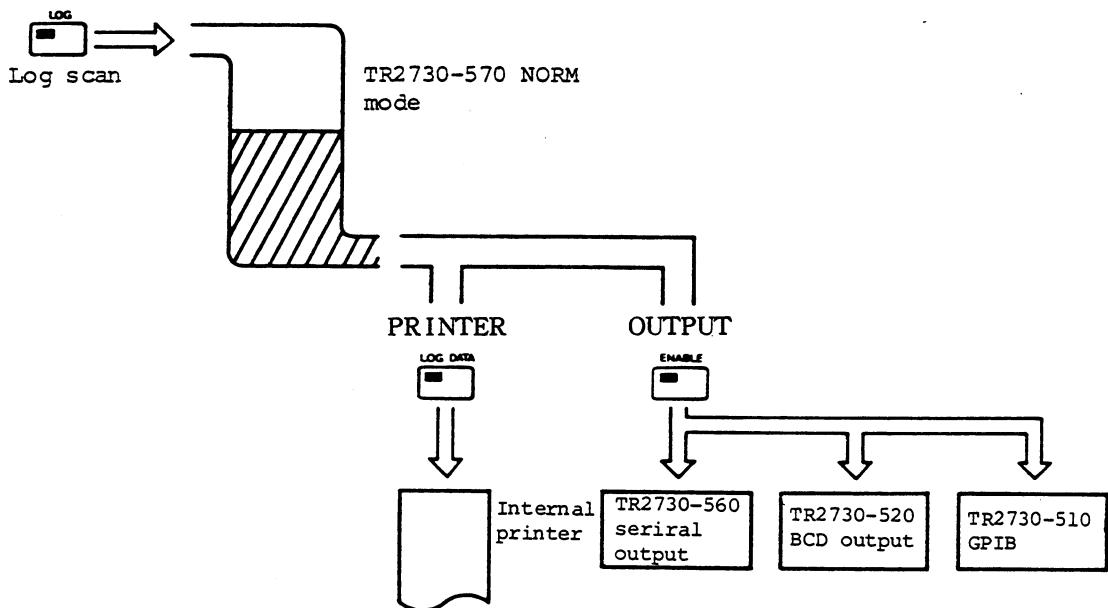 LOG
Log scan
TR2730-570 NORM
mode
PRINTER
OUTPUT
LOG DATA
ENABLE
Internal
printer
TR2730-560
seriral
output
TR2730-520
BCD output
TR2730-510
GPIB